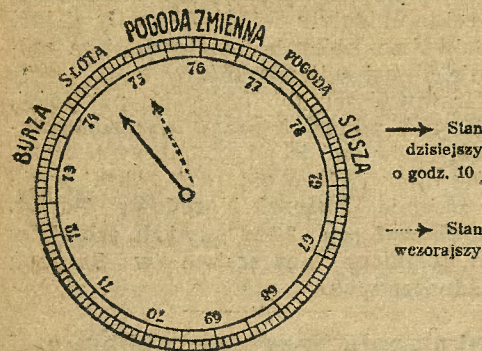 POGODA ZMIENNA
SŁOTA
POGODA
BURZA
SUSZA
73
74
75
76
77
78
79
67
68
69
70
71
72
Stan
dzisiejszy
o godz. 10
Stan
wczorajszy